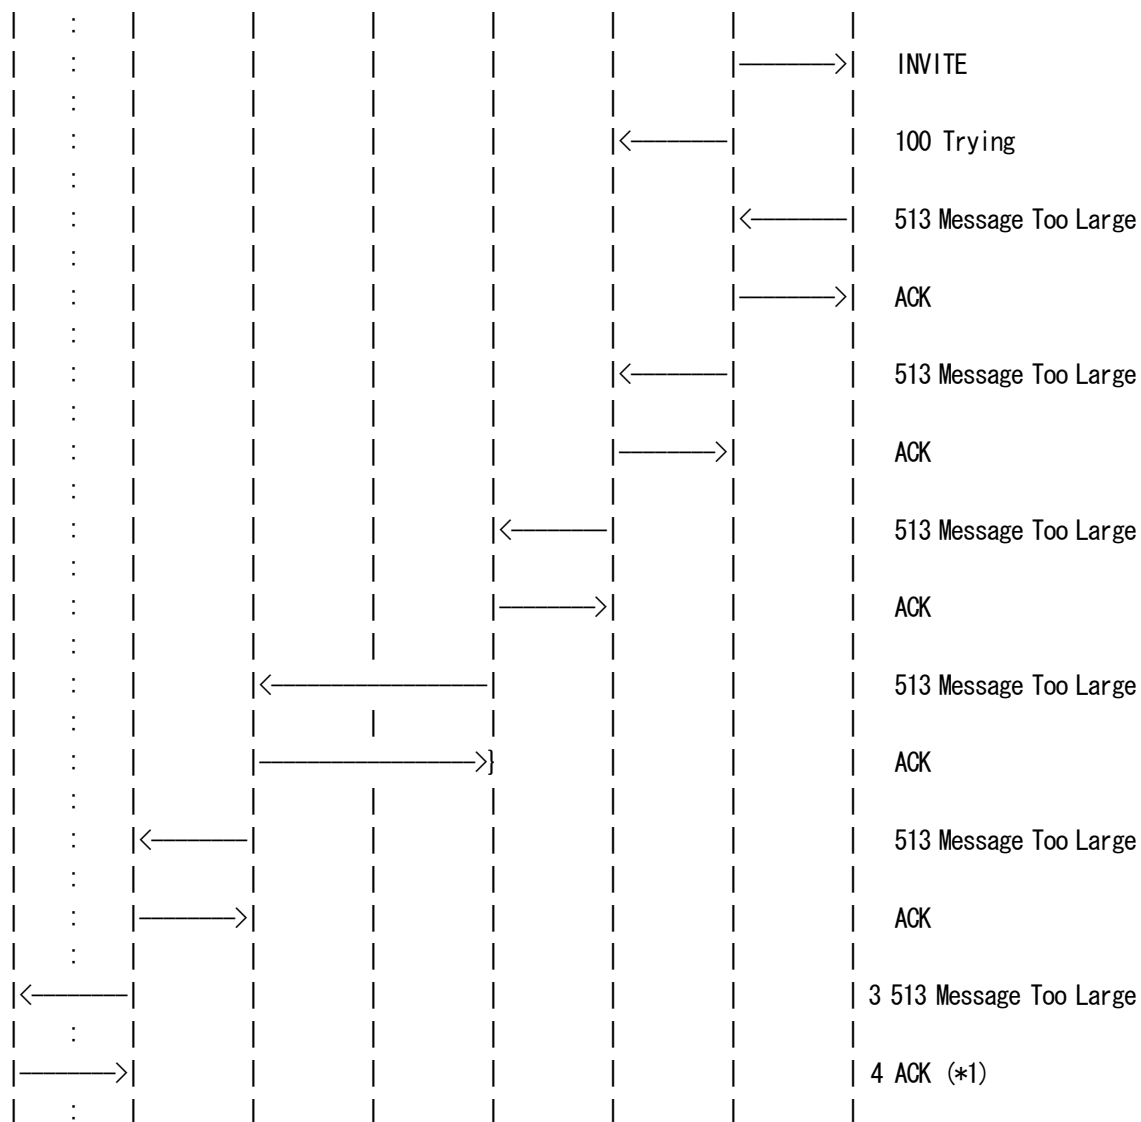 INVITE
100 Trying
513 Message Too Large
ACK
513 Message Too Large
ACK
513 Message Too Large
ACK
513 Message Too Large
ACK
513 Message Too Large
ACK
3 513 Message Too Large
4 ACK (*1)